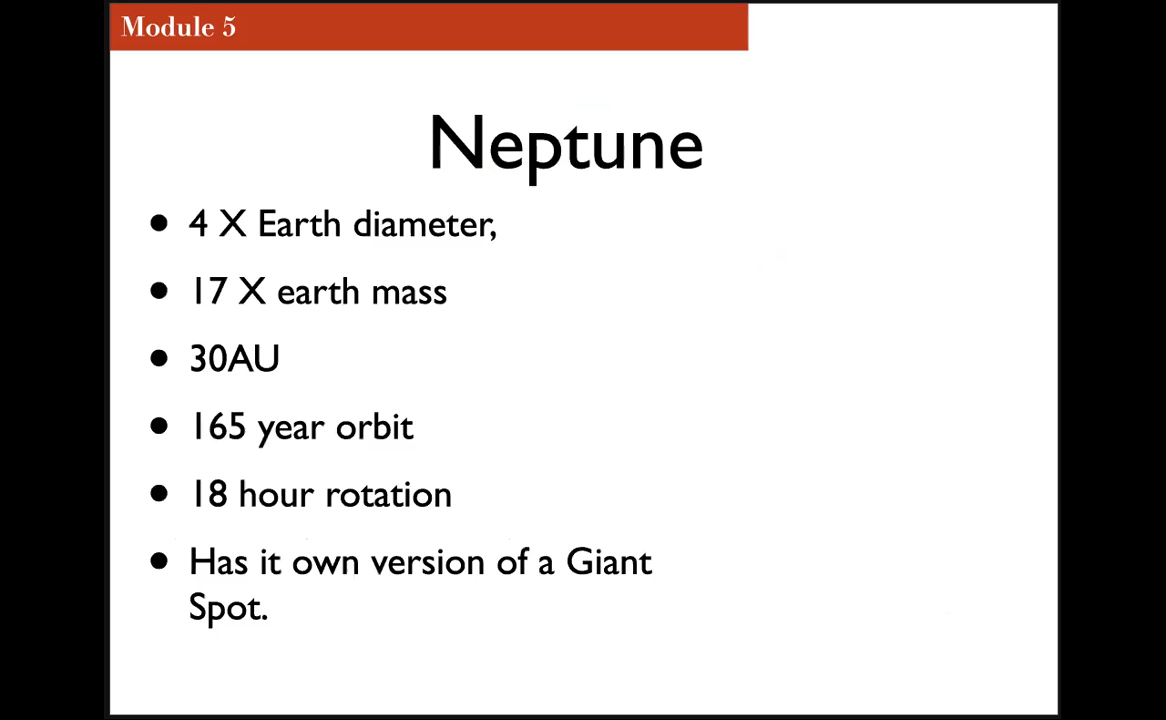 Module 5
Neptune
• 4 X Earth diameter,
• 17 X earth mass
• 30AU
• 165 year orbit
• 18 hour rotation
• Has it own version of a Giant
Spot.